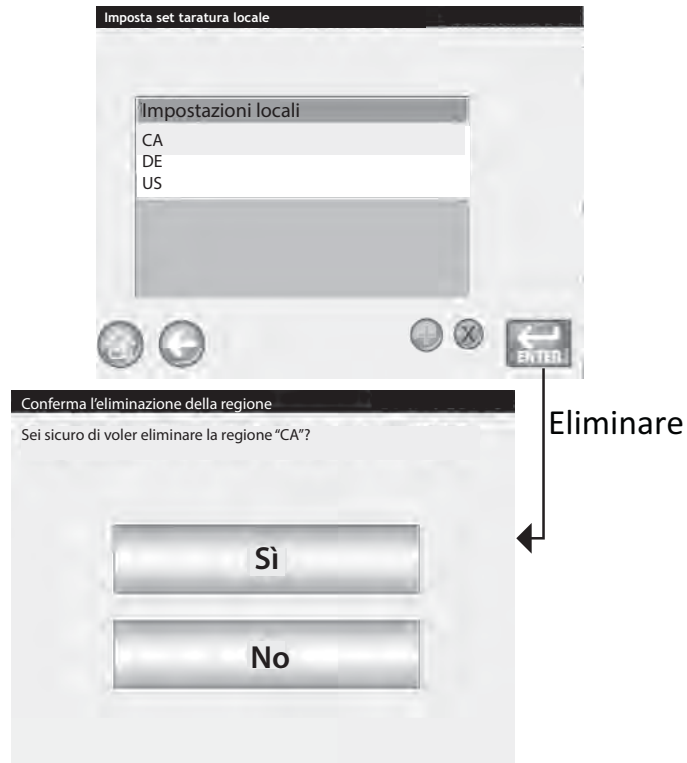 Imposta set taratura locale
Impostazioni locali
CA
DE
US
X
ENTER
Eliminare
Conferma l'eliminazione della regione
Sei sicuro di voler eliminare la regione “CA”?
Sì
No